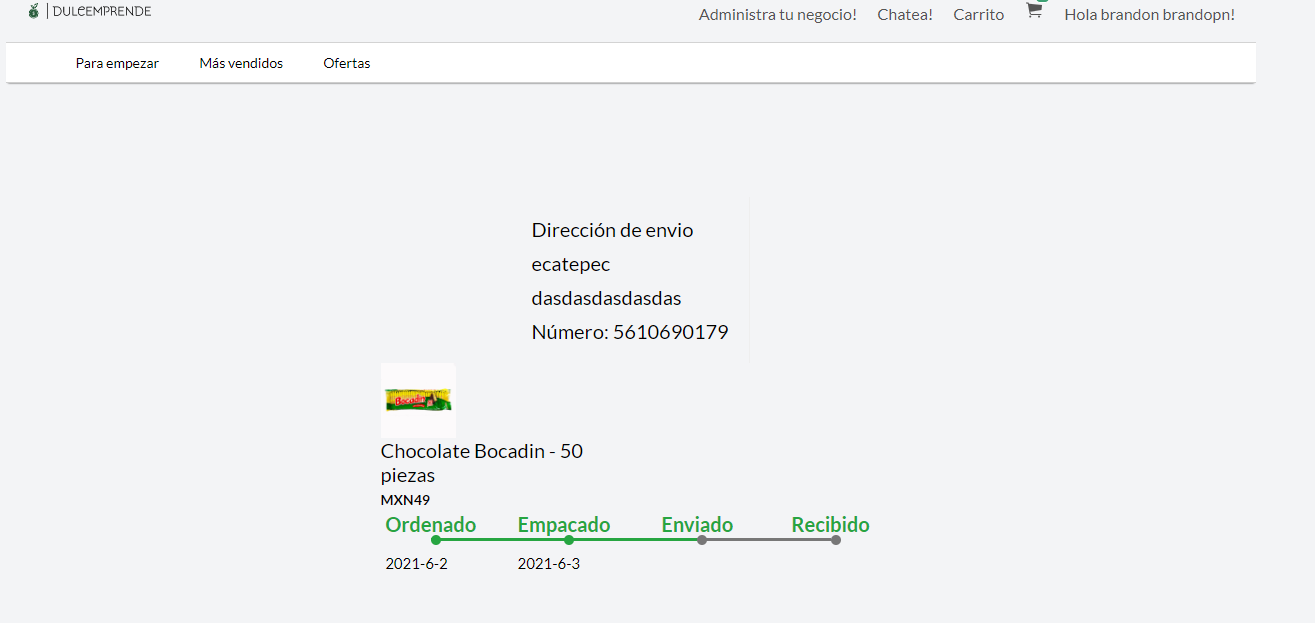 DULCEMPRENDE
Administra tu negocio! Chatea! Carrito Hola brandon brandopn!
Para empezar Más vendidos Ofertas
Dirección de envio
ecatepec
dasdasdasdasdas
Número: 5610690179
Bocadin
Chocolate Bocadin - 50
piezas
MXN49
Ordenado Empacado Enviado Recibido
2021-6-2 2021-6-3